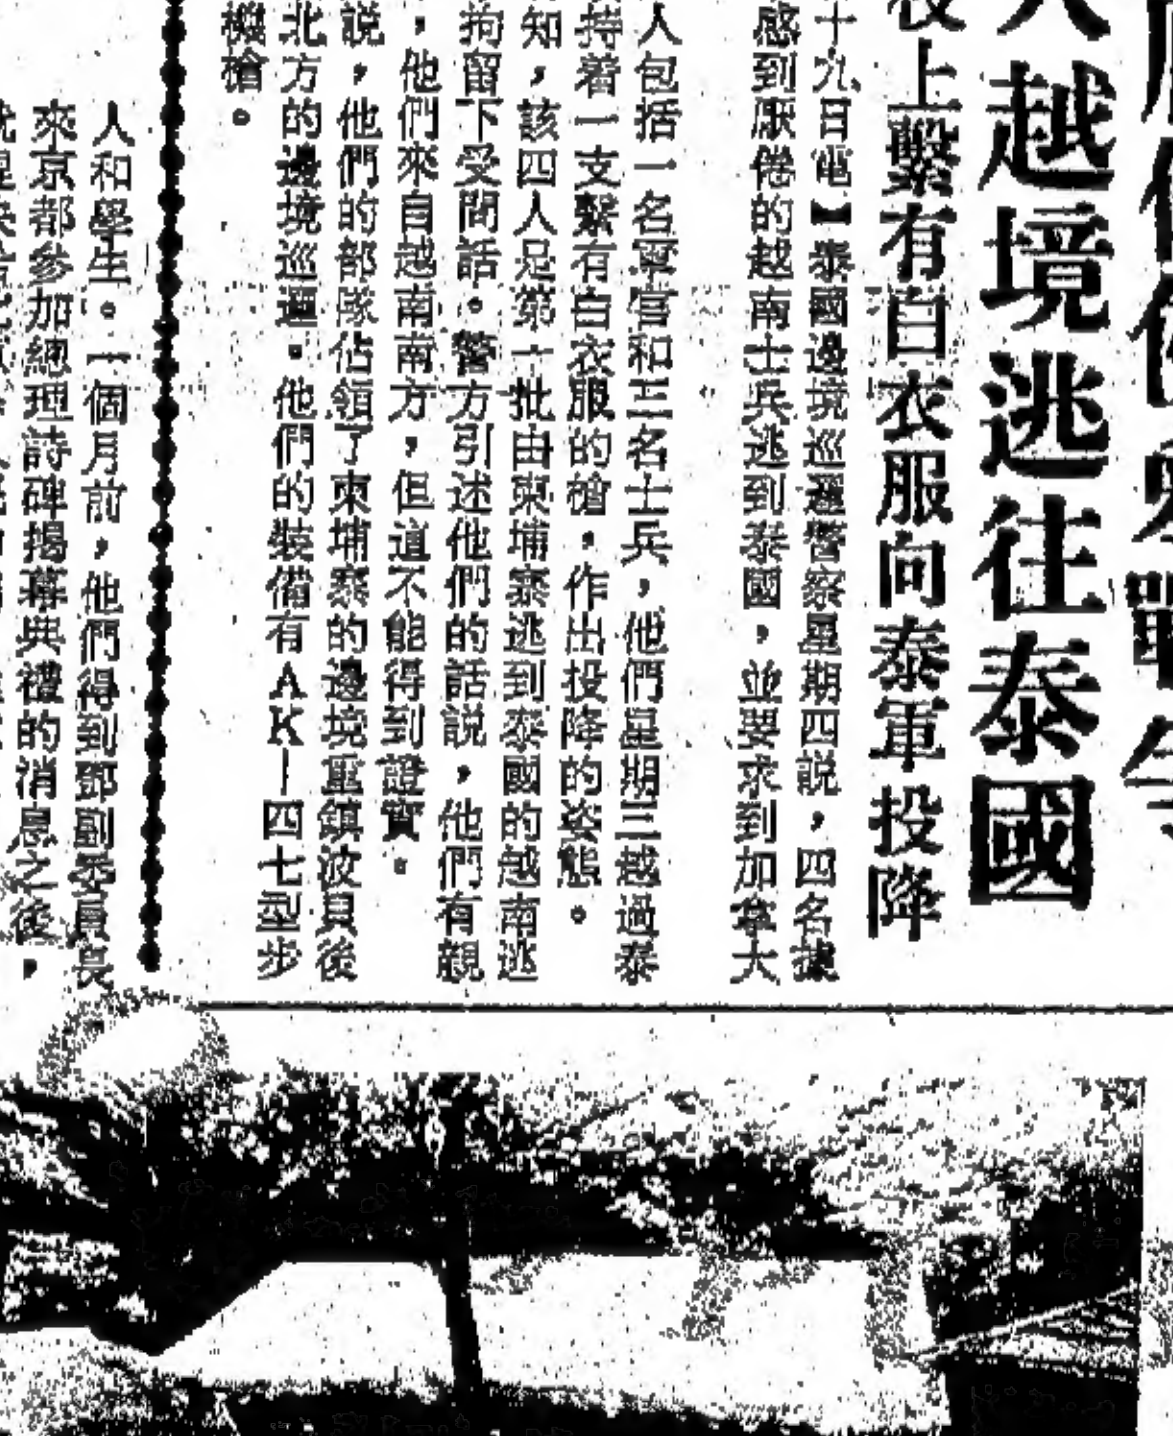 戰爭
人越境逃往泰國
上繫有白衣服向泰軍投降
十九日電】泰國邊境巡邏警察星期四説，四名據
感到厭倦的越南士兵逃到泰國，並要求到加拿大
人包括一名軍官和三名士兵，他們星期三越過泰
持着一支繫有白衣服的槍，作出投降的姿態。
知，該四人是第一批由柬埔寨逃到泰國的越南逃
拘留下受問話。警方引述他們的話説，他們有親
，他們來自越南南方，但這不能得到證實。
説，他們的部隊佔領了柬埔寨的邊境重鎮波貝後
北方的邊境巡邏。他們的裝備有AK—四七型步
機槍。
人和學生。一個月前，他們得到鄧副委員長
來京都參加總理詩碑揭幕典禮的消息之後，